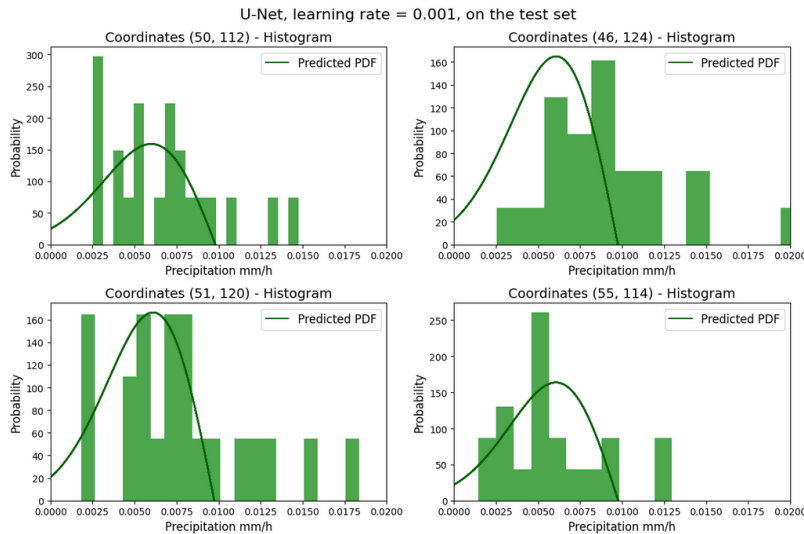 U-Net, learning rate = 0.001, on the test set
Coordinates (50, 112) - Histogram
Predicted PDF
Probability
300
250
200
150
100
50
0
0.0000 0.0025 0.0050 0.0075 0.0100 0.0125 0.0150 0.0175 0.0200
Precipitation mm/h
Coordinates (46, 124) - Histogram
Predicted PDF
Probability
160
140
120
100
80
60
40
20
0
0.0000 0.0025 0.0050 0.0075 0.0100 0.0125 0.0150 0.0175 0.0200
Precipitation mm/h
Coordinates (51, 120) - Histogram
Predicted PDF
Probability
160
140
120
100
80
60
40
20
0
0.0000 0.0025 0.0050 0.0075 0.0100 0.0125 0.0150 0.0175 0.0200
Precipitation mm/h
Coordinates (55, 114) - Histogram
Predicted PDF
Probability
250
200
150
100
50
0
0.0000 0.0025 0.0050 0.0075 0.0100 0.0125 0.0150 0.0175 0.0200
Precipitation mm/h